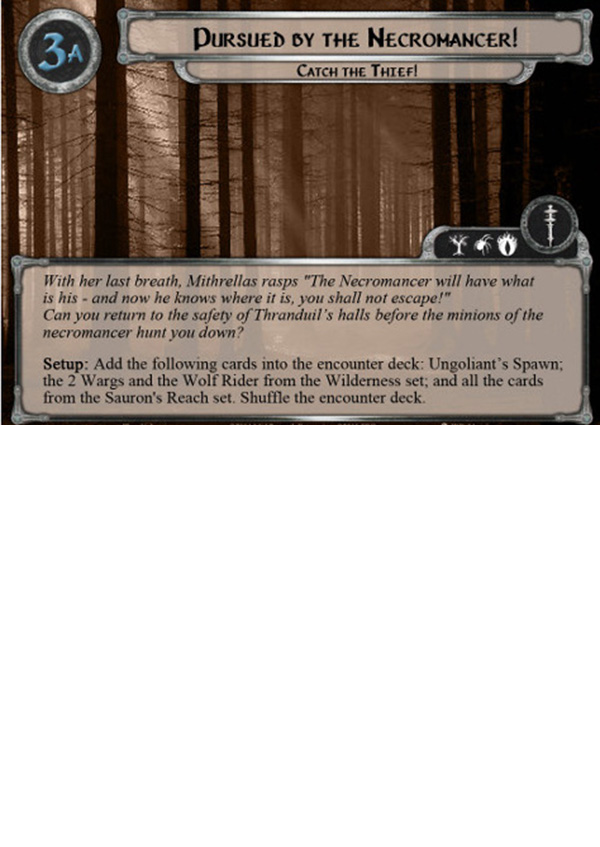 3A
Pursued by the Necromancer!
Catch the Thief!
With her last breath, Mithrellas rasps "The Necromancer will have what
is his - and now he knows where it is, you shall not escape!"
Can you return to the safety of Thranduil's halls before the minions of the
necromancer hunt you down?
Setup: Add the following cards into the encounter deck: Ungoliant's Spawn;
the 2 Wargs and the Wolf Rider from the Wilderness set; and all the cards
from the Sauron's Reach set. Shuffle the encounter deck.